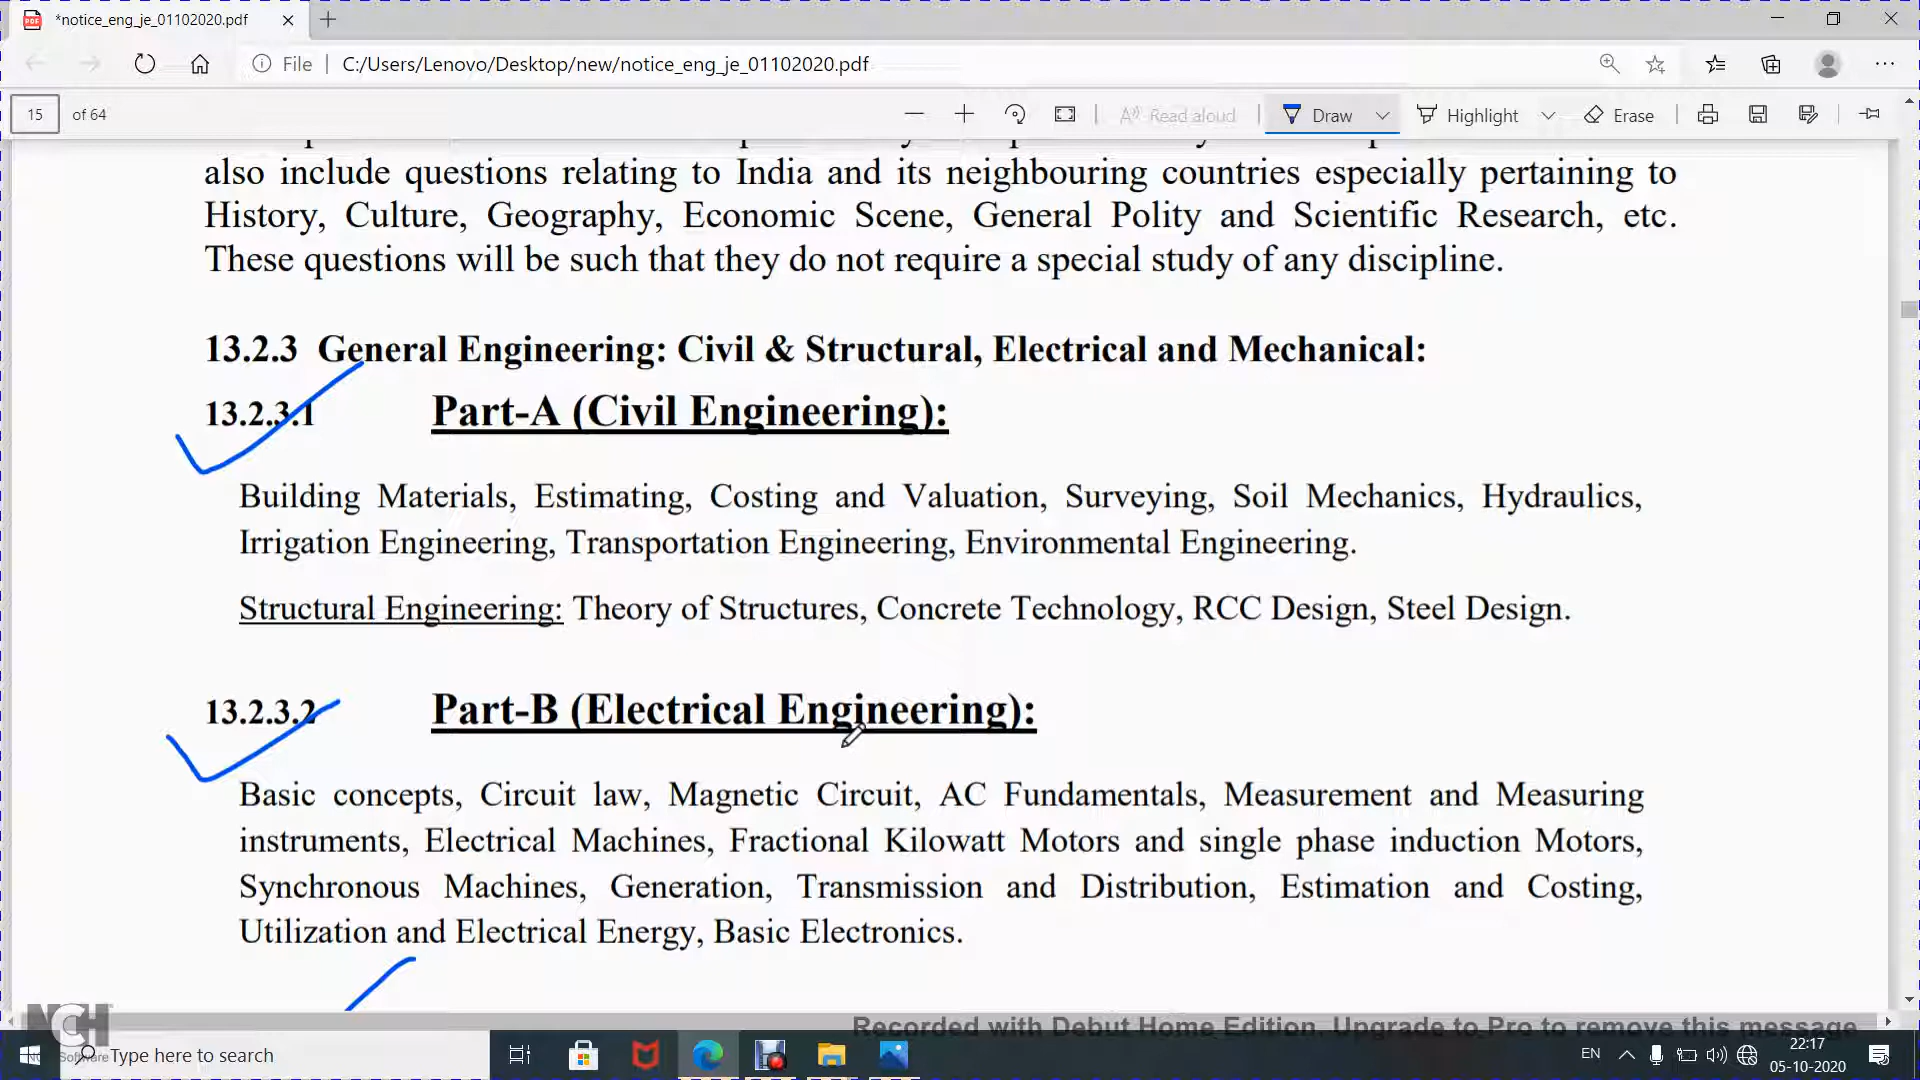 *notice_eng_je_01102020.pdf
File | C:/Users/Lenovo/Desktop/new/notice_eng_je_01102020.pdf
15 of 64 Read aloud Draw Highlight Erase
also include questions relating to India and its neighbouring countries especially pertaining to
History, Culture, Geography, Economic Scene, General Polity and Scientific Research, etc.
These questions will be such that they do not require a special study of any discipline.
13.2.3 General Engineering: Civil & Structural, Electrical and Mechanical:
13.2.3.1 Part-A (Civil Engineering):
Building Materials, Estimating, Costing and Valuation, Surveying, Soil Mechanics, Hydraulics,
Irrigation Engineering, Transportation Engineering, Environmental Engineering.
Structural Engineering: Theory of Structures, Concrete Technology, RCC Design, Steel Design.
13.2.3.2 Part-B (Electrical Engineering):
Basic concepts, Circuit law, Magnetic Circuit, AC Fundamentals, Measurement and Measuring
instruments, Electrical Machines, Fractional Kilowatt Motors and single phase induction Motors,
Synchronous Machines, Generation, Transmission and Distribution, Estimation and Costing,
Utilization and Electrical Energy, Basic Electronics.
NCH
Recorded with Debut Home Edition. Upgrade to Pro to remove this message
Software
Type here to search
EN
22:17
05-10-2020